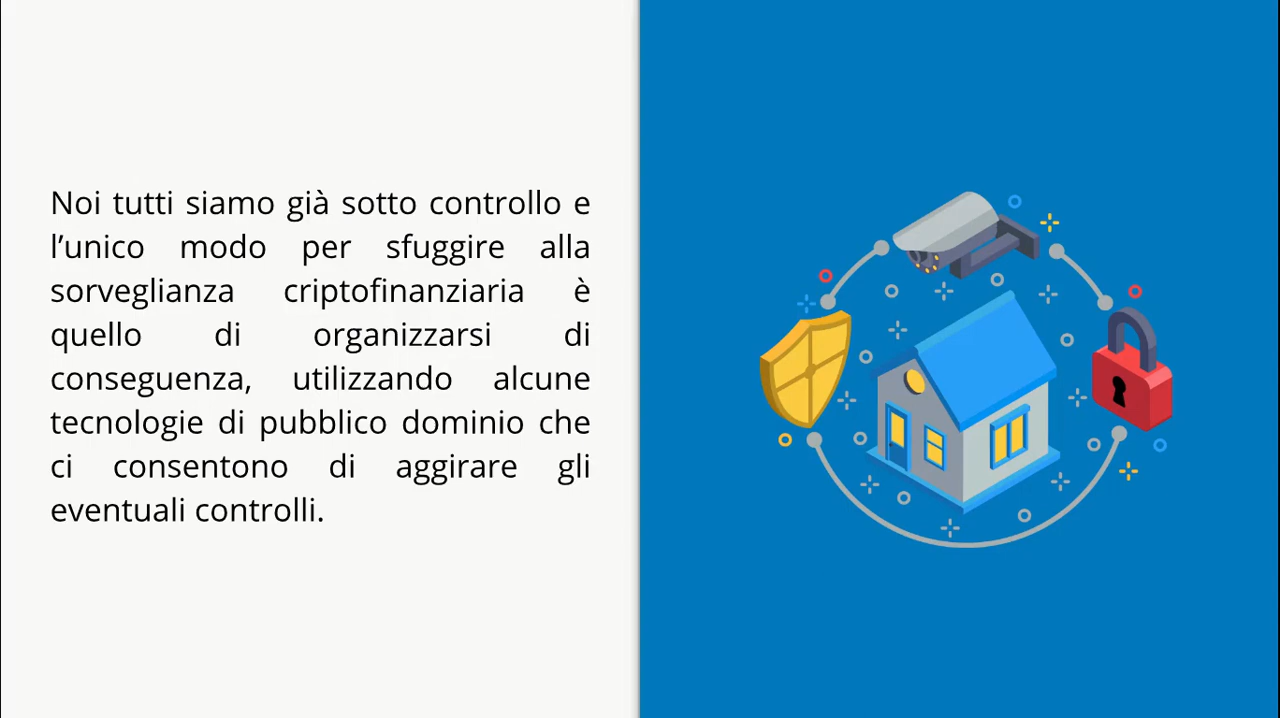 Noi tutti siamo già sotto controllo e
l’unico modo per sfuggire alla
sorveglianza criptofinanziaria è
quello di organizzarsi di
conseguenza, utilizzando alcune
tecnologie di pubblico dominio che
ci consentono di aggirare gli
eventuali controlli.